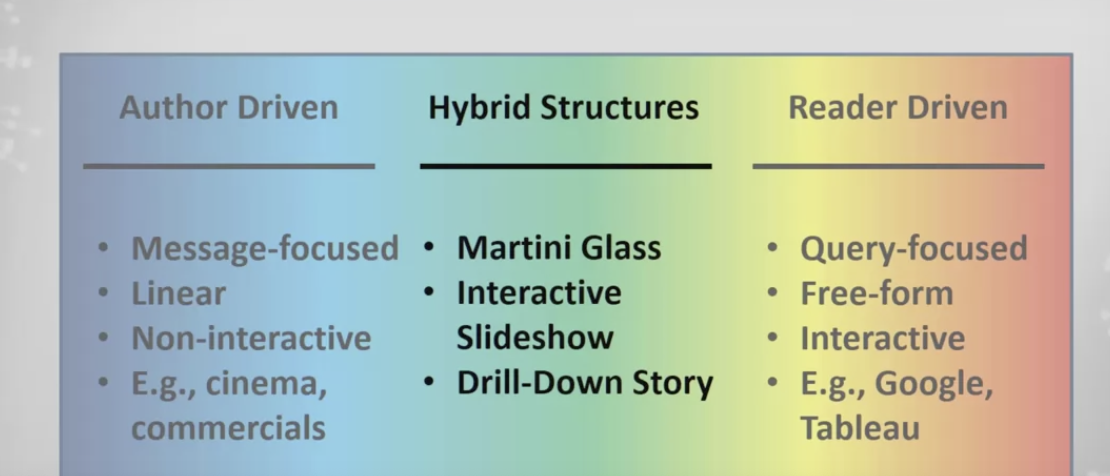 Author Driven
• Message-focused
• Linear
• Non-interactive
• E.g., cinema,
commercials
Hybrid Structures
• Martini Glass
• Interactive
Slideshow
• Drill-Down Story
Reader Driven
• Query-focused
• Free-form
• Interactive
• E.g., Google,
Tableau